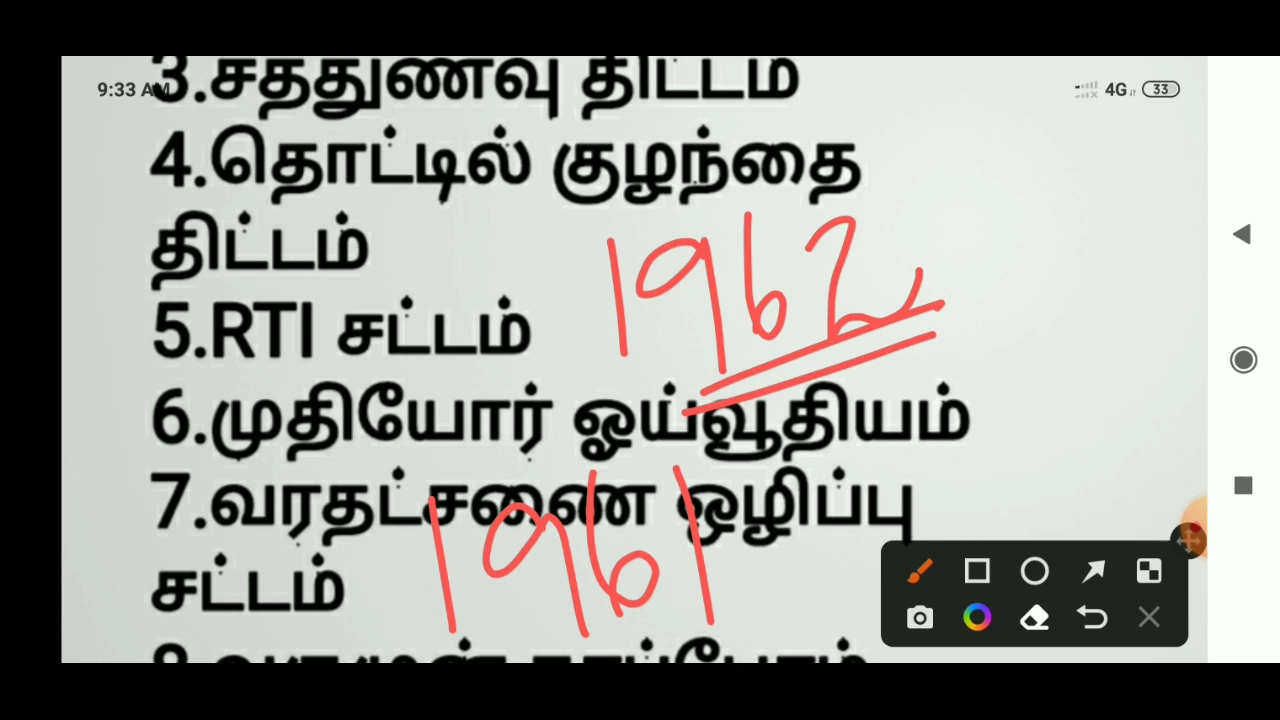 9:33 AM
4G
33
3.சத்துணவு திட்டம்
4.தொட்டில் குழந்தை
திட்டம்
1962
5.RTI சட்டம்
6.முதியோர் ஓய்வூதியம்
7.வரதட்சணை ஒழிப்பு
1961
சட்டம்